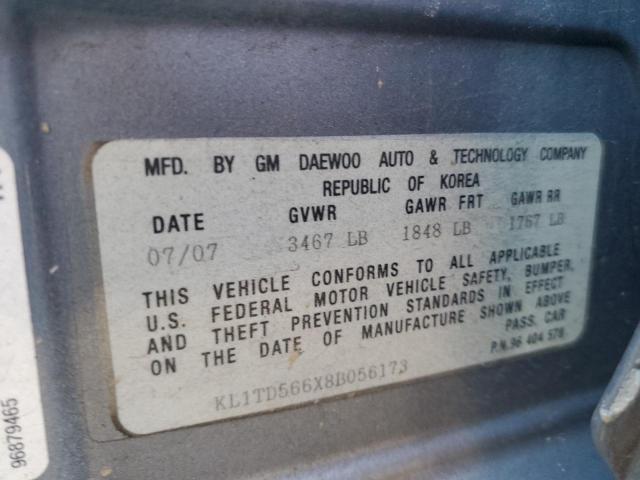 MFD. BY GM DAEWOO AUTO & TECHNOLOGY COMPANY
REPUBLIC OF KOREA
DATE GVWR GAWR FRT GAWR RR
07/07 3467 LB 1848 LB 1767 LB
THIS VEHICLE CONFORMS TO ALL APPLICABLE
U.S. FEDERAL MOTOR VEHICLE SAFETY, BUMPER,
AND THEFT PREVENTION STANDARDS IN EFFECT
ON THE DATE OF MANUFACTURE SHOWN ABOVE
PASS. CAR
P.N. 96 404 578
KL1TD566X8B056173
96879465